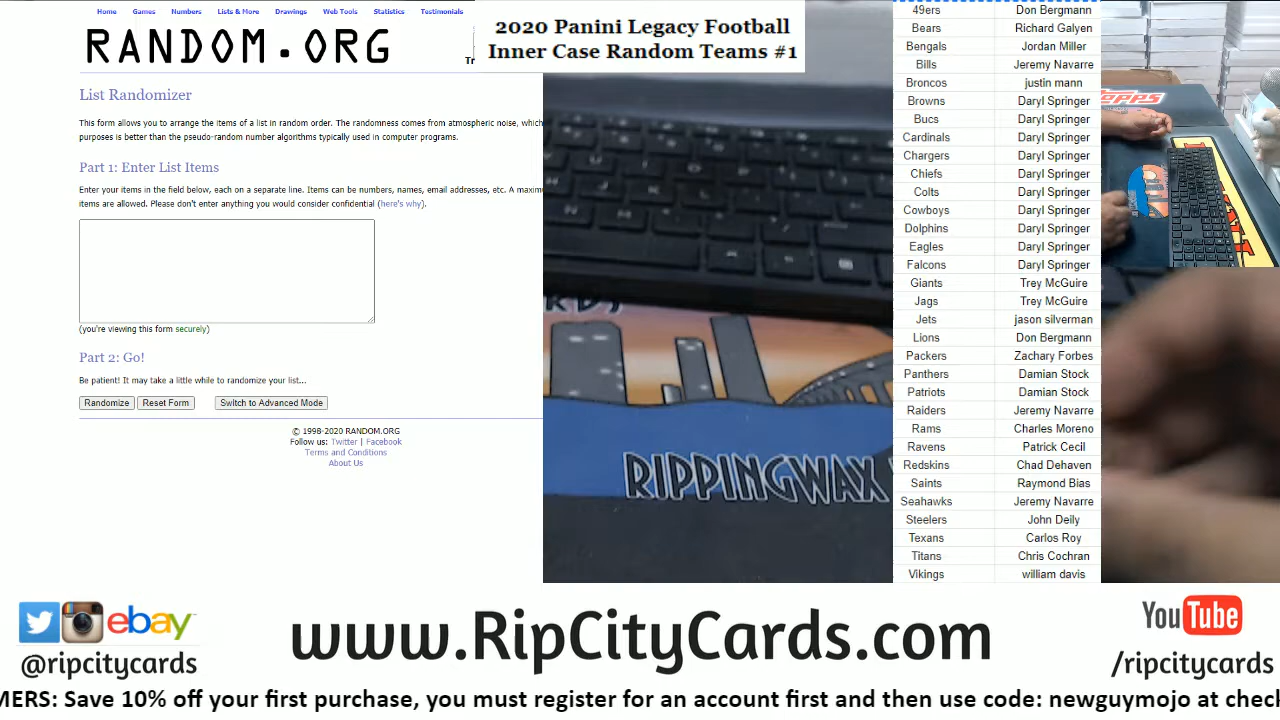 Home Games Numbers Lists & More Drawings Web Tools Statistics Testimonials
RANDOM.ORG
Tr
2020 Panini Legacy Football
Inner Case Random Teams #1
List Randomizer
This form allows you to arrange the items of a list in random order. The randomness comes from atmospheric noise, which
purposes is better than the pseudo-random number algorithms typically used in computer programs.
Part 1: Enter List Items
Enter your items in the field below, each on a separate line. Items can be numbers, names, email addresses, etc. A maximu
items are allowed. Please don't enter anything you would consider confidential (here's why).
(you're viewing this form securely)
Part 2: Go!
Be patient! It may take a little while to randomize your list...
Randomize Reset Form Switch to Advanced Mode
© 1998-2020 RANDOM.ORG
Follow us: Twitter | Facebook
Terms and Conditions
About Us
RIPPINGWAX
49ers Don Bergmann
Bears Richard Galyen
Bengals Jordan Miller
Bills Jeremy Navarre
Broncos justin mann
Browns Daryl Springer
Bucs Daryl Springer
Cardinals Daryl Springer
Chargers Daryl Springer
Chiefs Daryl Springer
Colts Daryl Springer
Cowboys Daryl Springer
Dolphins Daryl Springer
Eagles Daryl Springer
Falcons Daryl Springer
Giants Trey McGuire
Jags Trey McGuire
Jets jason silverman
Lions Don Bergmann
Packers Zachary Forbes
Panthers Damian Stock
Patriots Damian Stock
Raiders Jeremy Navarre
Rams Charles Moreno
Ravens Patrick Cecil
Redskins Chad Dehaven
Saints Raymond Bias
Seahawks Jeremy Navarre
Steelers John Deily
Texans Carlos Roy
Titans Chris Cochran
Vikings william davis
topps
ebay
@ripcitycards
www.RipCityCards.com
YouTube
/ripcitycards
MERS: Save 10% off your first purchase, you must register for an account first and then use code: newguymojo at check